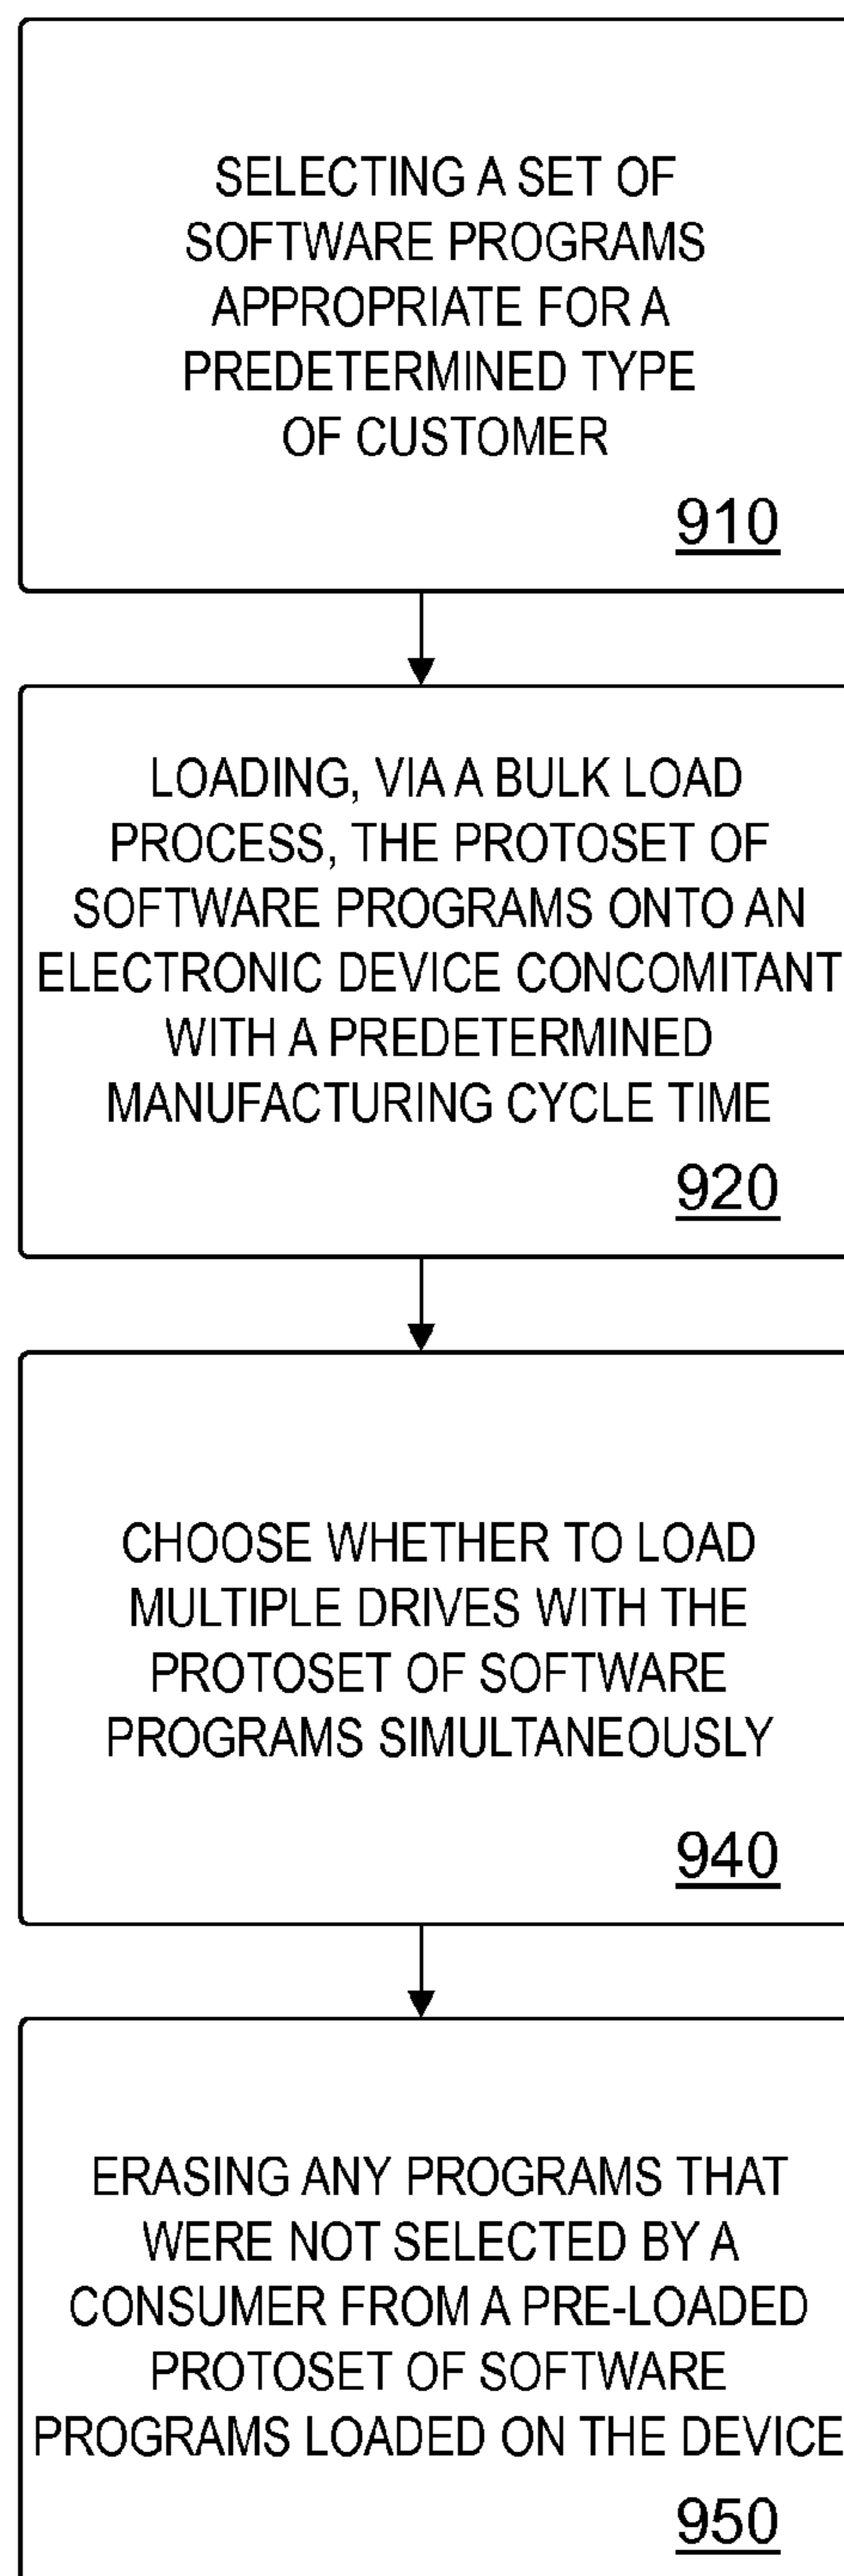 SELECTING A SET OF
SOFTWARE PROGRAMS
APPROPRIATE FOR A
PREDETERMINED TYPE
OF CUSTOMER
910
LOADING, VIA A BULK LOAD
PROCESS, THE PROTOSET OF
SOFTWARE PROGRAMS ONTO AN
ELECTRONIC DEVICE CONCOMITANT
WITH A PREDETERMINED
MANUFACTURING CYCLE TIME
920
CHOOSE WHETHER TO LOAD
MULTIPLE DRIVES WITH THE
PROTOSET OF SOFTWARE
PROGRAMS SIMULTANEOUSLY
940
ERASING ANY PROGRAMS THAT
WERE NOT SELECTED BY A
CONSUMER FROM A PRE-LOADED
PROTOSET OF SOFTWARE
PROGRAMS LOADED ON THE DEVICE
950